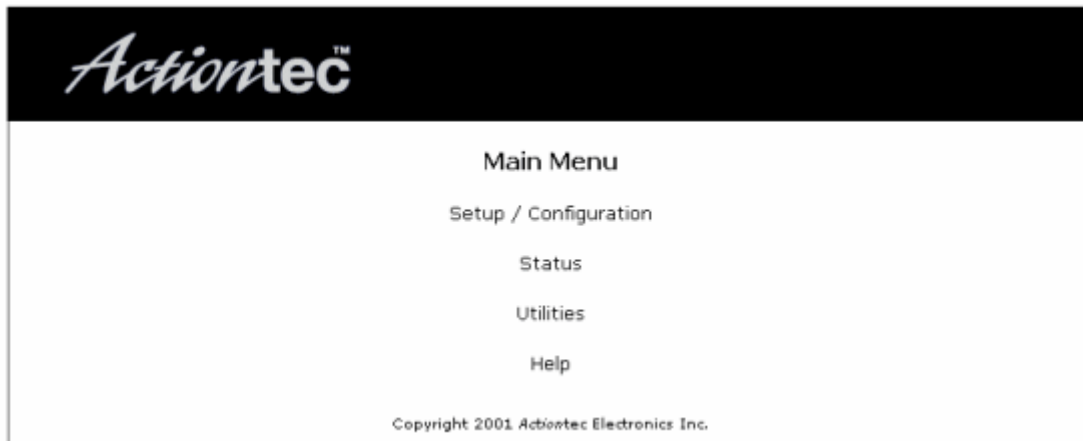 Actiontec™
Main Menu
Setup / Configuration
Status
Utilities
Help
Copyright 2001 Actiontec Electronics Inc.